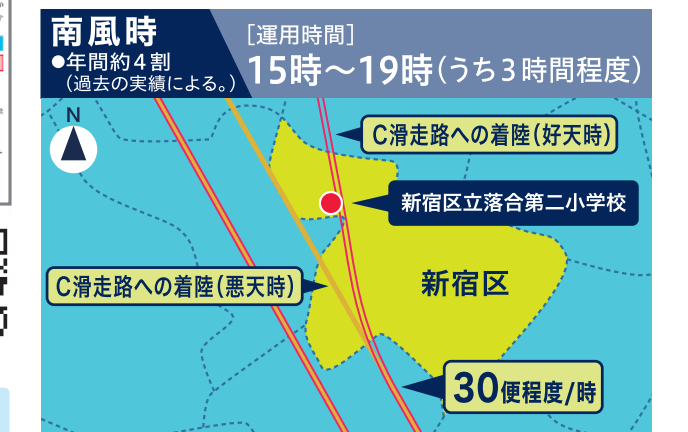 南風時
●年間約4割
(過去の実績による。)
[運用時間]
15時〜19時(うち3時間程度)
N
C滑走路への着陸(好天時)
新宿区立落合第二小学校
C滑走路への着陸(悪天時)
新宿区
30便程度/時